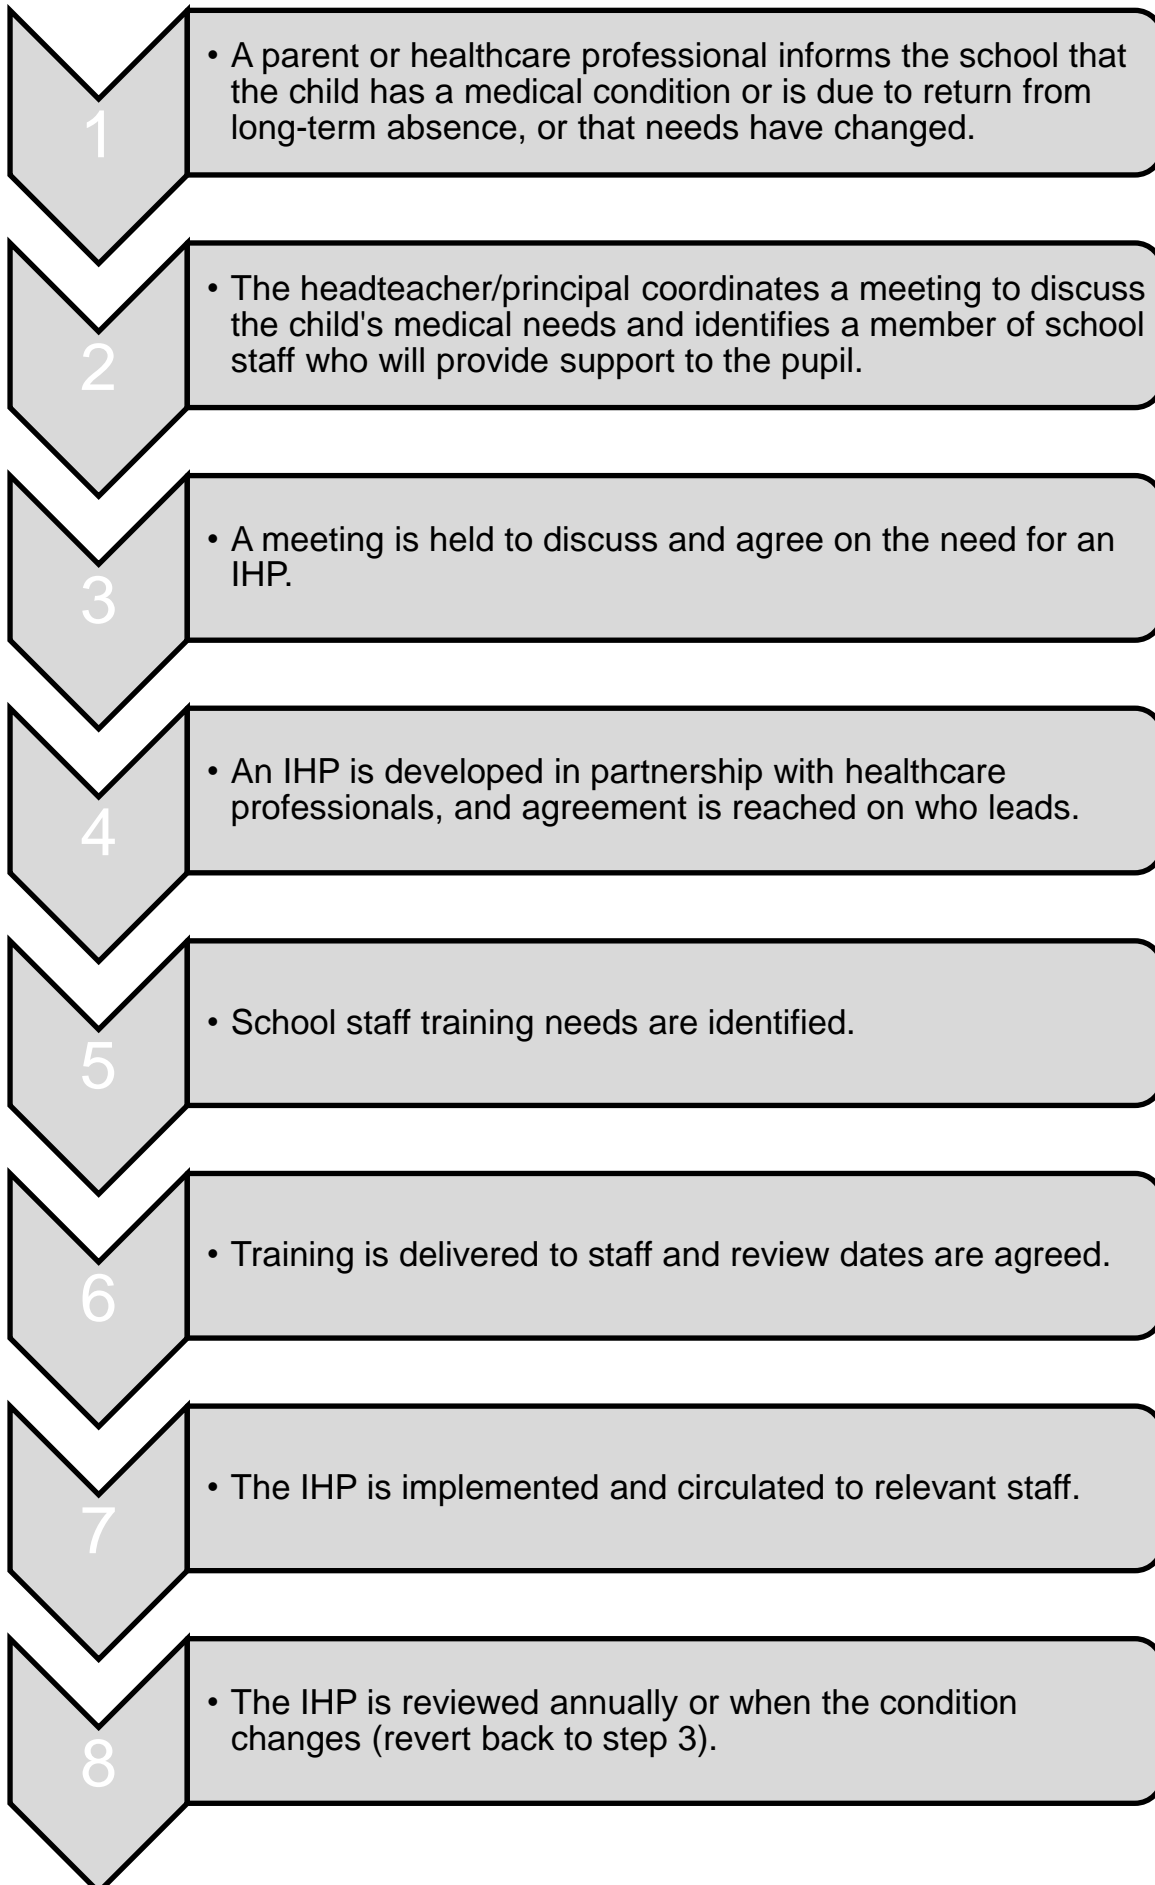 1
• A parent or healthcare professional informs the school that
the child has a medical condition or is due to return from
long-term absence, or that needs have changed.
2
• The headteacher/principal coordinates a meeting to discuss
the child's medical needs and identifies a member of school
staff who will provide support to the pupil.
3
• A meeting is held to discuss and agree on the need for an
IHP.
4
• An IHP is developed in partnership with healthcare
professionals, and agreement is reached on who leads.
5
• School staff training needs are identified.
6
• Training is delivered to staff and review dates are agreed.
7
• The IHP is implemented and circulated to relevant staff.
8
• The IHP is reviewed annually or when the condition
changes (revert back to step 3).